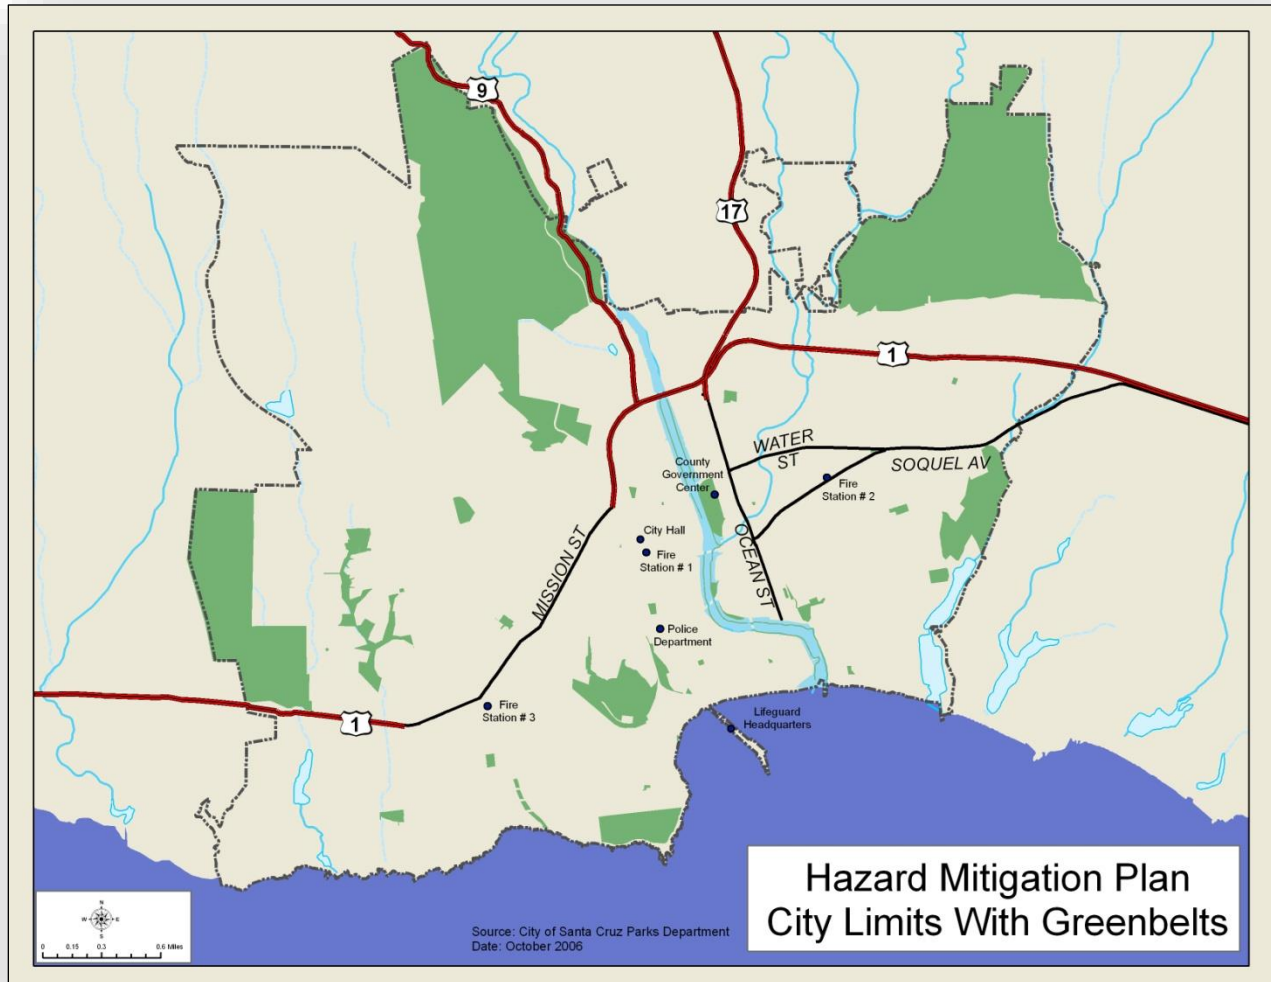 9
17
1
WATER
ST
SOQUEL AV
County
Government
Center
Fire
Station # 2
City Hall
Fire
Station # 1
OCEAN ST
MISSION ST
Police
Department
Fire
Station # 3
1
Lifeguard
Headquarters
Hazard Mitigation Plan
City Limits With Greenbelts
N
W E
S
0 0.15 0.3 0.6 Miles
Source: City of Santa Cruz Parks Department
Date: October 2006